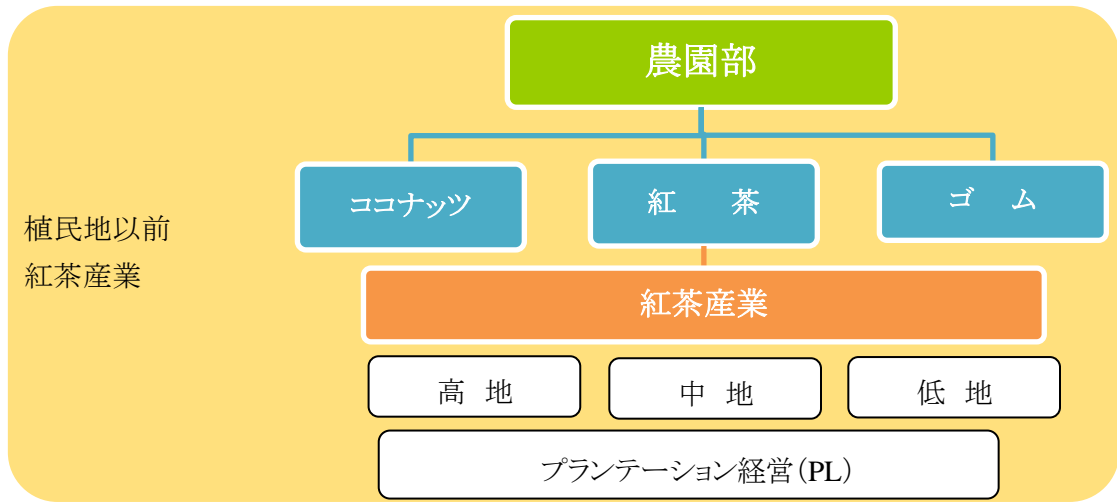 農園部
ココナッツ
紅 茶
ゴ ム
植民地以前
紅茶産業
紅茶産業
高 地
中 地
低 地
プランテーション経営(PL)